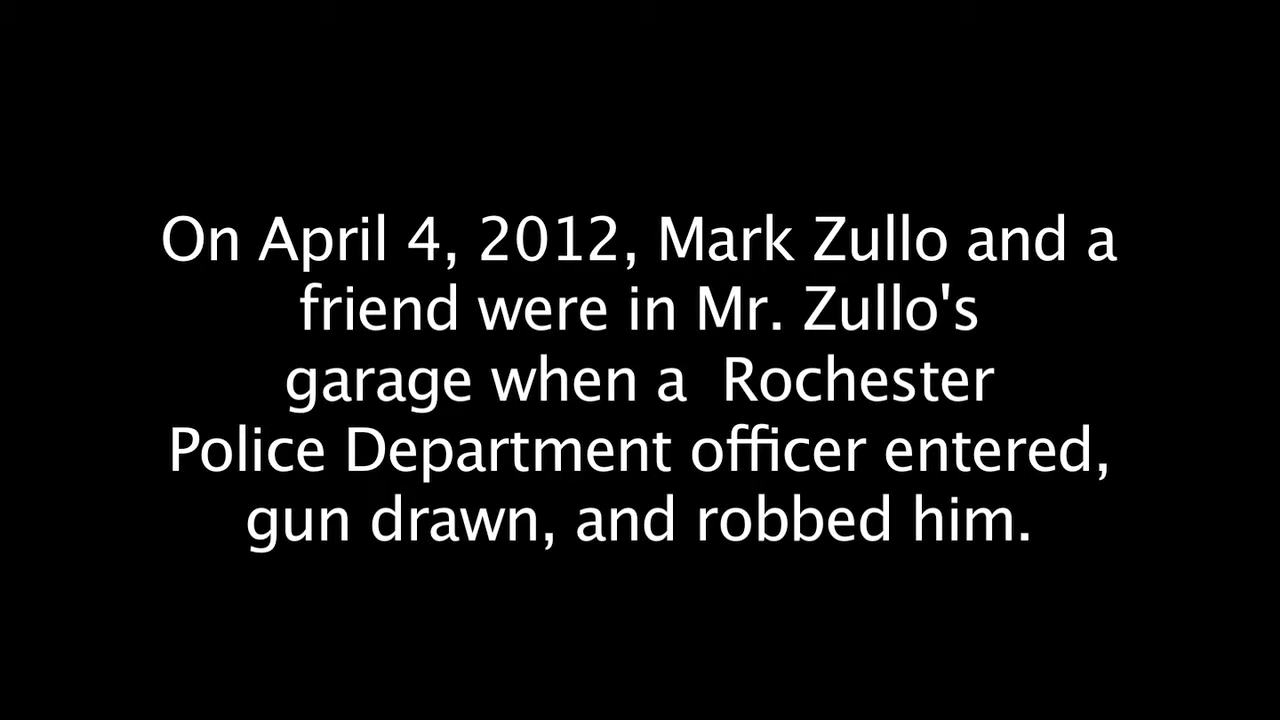 On April 4, 2012, Mark Zullo and a
friend were in Mr. Zullo's
garage when a  Rochester
Police Department officer entered,
gun drawn, and robbed him.